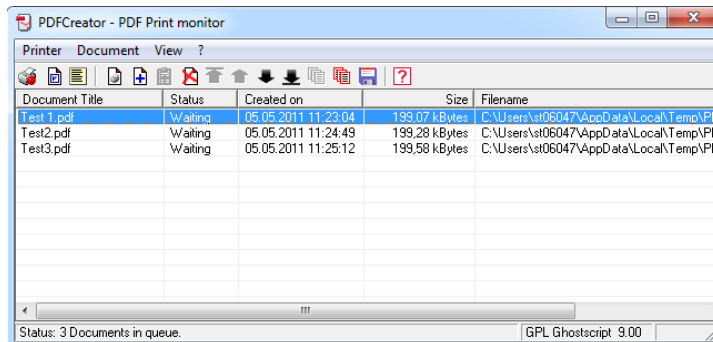 PDFCreator - PDF Print monitor
Printer Document View ?
Document Title Status Created on Size Filename
Test 1.pdf Waiting 05.05.2011 11:23:04 199,07 kBytes C:\Users\st06047\AppData\Local\Temp\Pl
Test2.pdf Waiting 05.05.2011 11:24:49 199,28 kBytes C:\Users\st06047\AppData\Local\Temp\Pl
Test3.pdf Waiting 05.05.2011 11:25:12 199,58 kBytes C:\Users\st06047\AppData\Local\Temp\Pl
Status: 3 Documents in queue. GPL Ghostscript 9.00